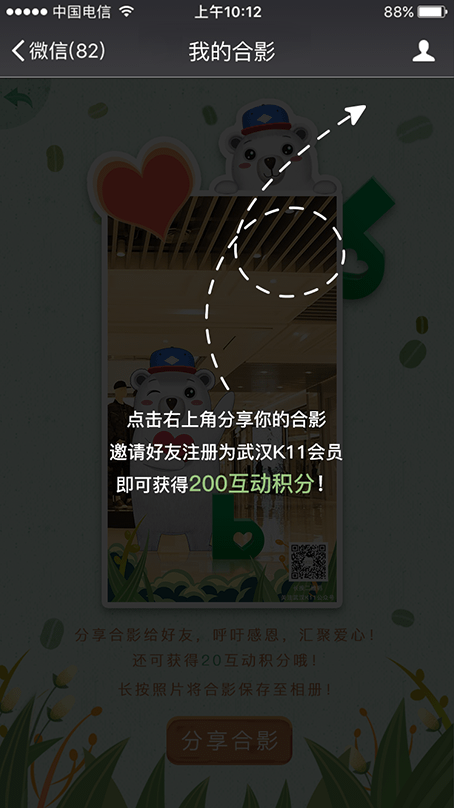 中国电信
上午10:12
88%
微信(82)
我的合影
点击右上角分享你的合影
邀请好友注册为武汉K11会员
即可获得200互动积分！
分享合影给好友，呼吁感恩，汇聚爱心！
还可获得20互动积分哦！
长按照片将合影保存至相册！
分享合影